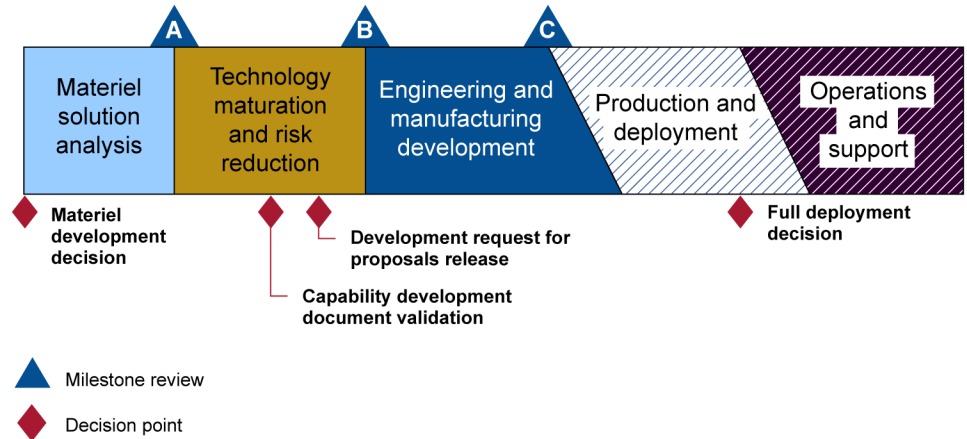 A
B
C
Materiel
solution
analysis
Technology
maturation
and risk
reduction
Engineering and
manufacturing
development
Production and
deployment
Operations
and
support
Materiel
development
decision
Development request for
proposals release
Capability development
document validation
Full deployment
decision
Milestone review
Decision point